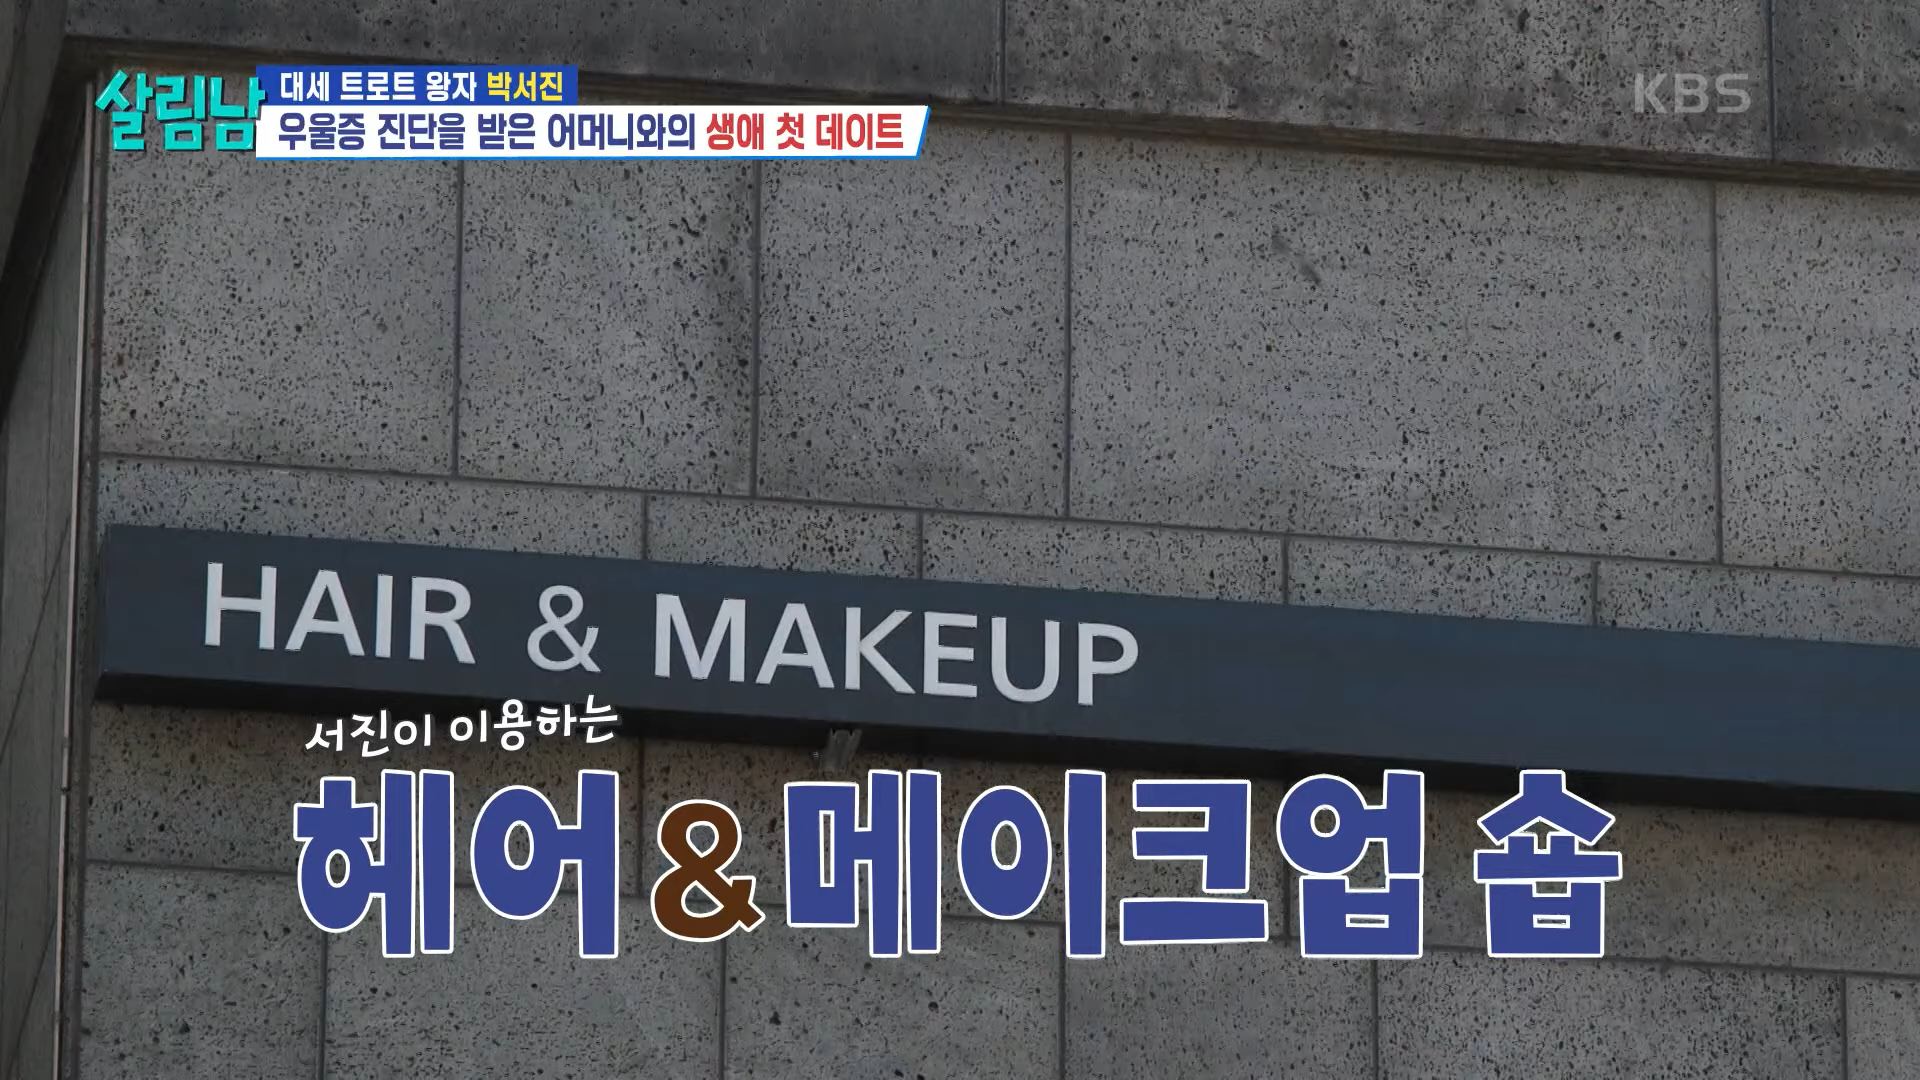 살림남
대세 트로트 왕자 박서진
우울증 진단을 받은 어머니와의 생애 첫 데이트
KBS
HAIR & MAKEUP
서진이 이용하는
헤어 & 메이크업 숍